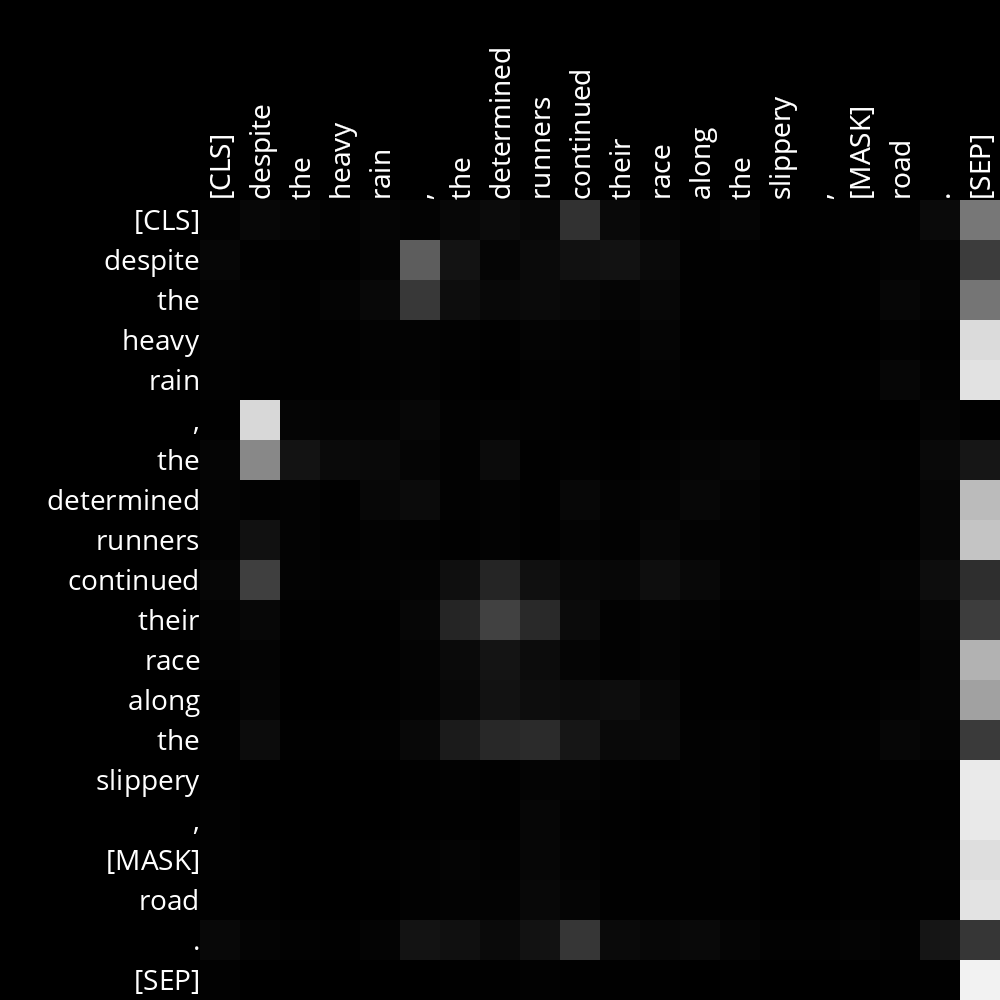 [CLS] despite the heavy rain , the determined runners continued their race along the slippery , [MASK] road . [SEP]
[CLS]
despite
the
heavy
rain
,
the
determined
runners
continued
their
race
along
the
slippery
,
[MASK]
road
.
[SEP]